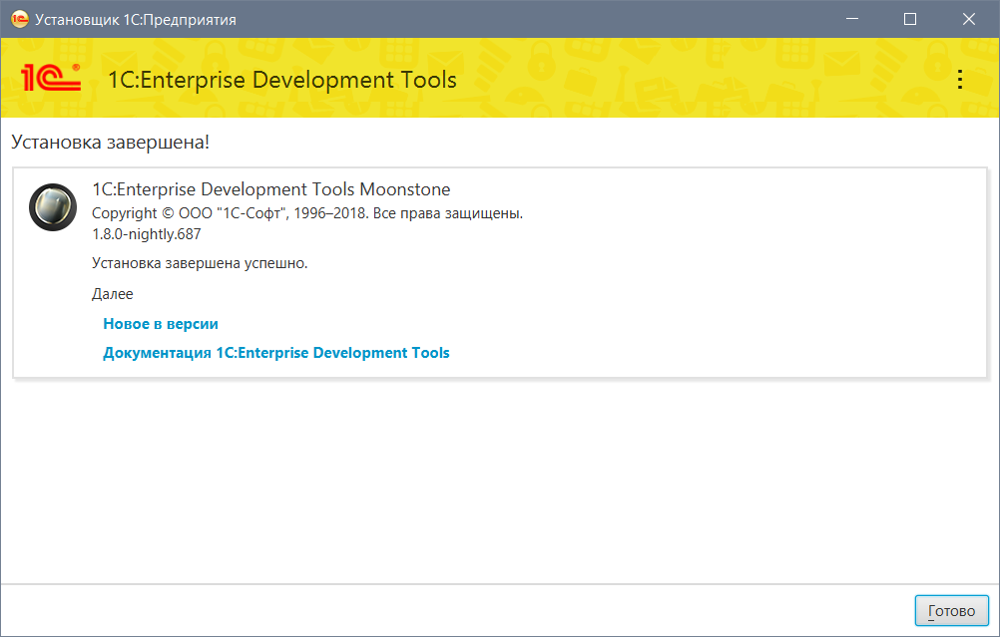 Установщик 1С:Предприятия
1С®
1C:Enterprise Development Tools
Установка завершена!
1C:Enterprise Development Tools Moonstone
Copyright © ООО "1С-Софт", 1996–2018. Все права защищены.
1.8.0-nightly.687
Установка завершена успешно.
Далее
Новое в версии
Документация 1C:Enterprise Development Tools
Готово